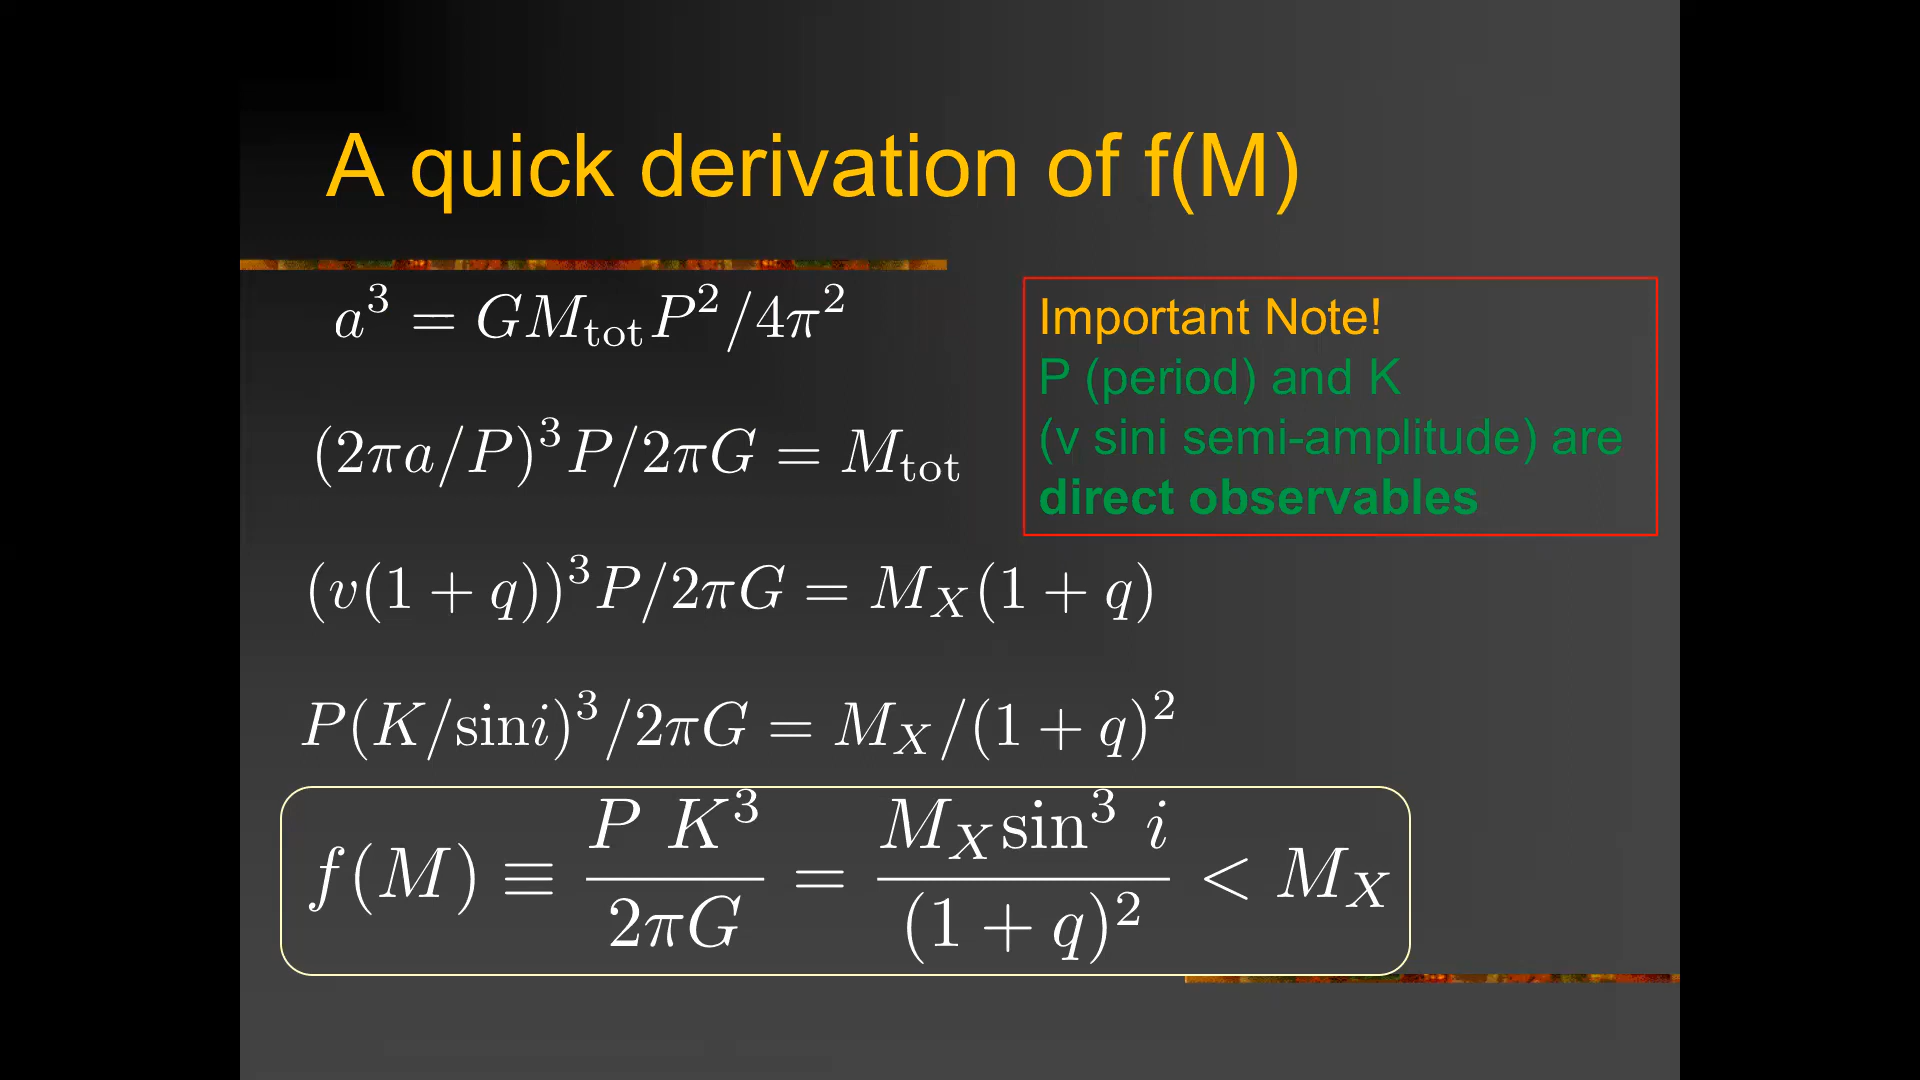 A quick derivation of f(M)
a³ = GM_tot P²/4π²
(2πa/P)³P/2πG = M_tot
(v(1 + q))³P/2πG = M_X(1 + q)
P(K/sini)³/2πG = M_X/(1 + q)²
f(M) ≡ P K³ / 2πG = M_X sin³ i / (1 + q)² < M_X
Important Note!
P (period) and K
(v sini semi-amplitude) are
direct observables